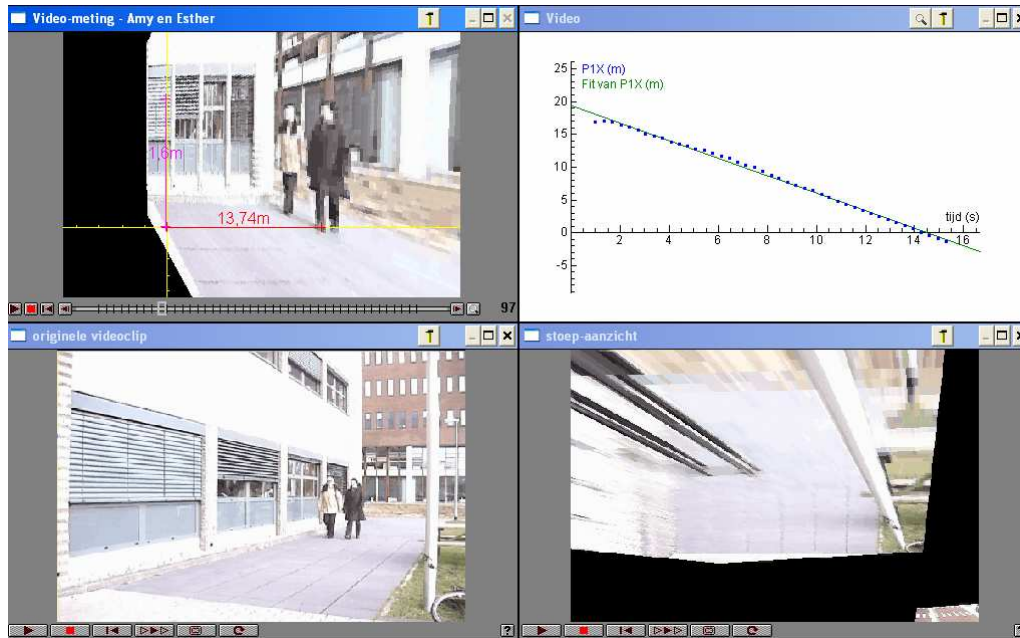 Video-meting - Amy en Esther
1,6m
13,74m
97
Video
P1X (m)
Fit van P1X (m)
25
20
15
10
5
0
-5
2
4
6
8
10
12
14
16
tijd (s)
originele videoclip
?
stoep-aanzicht
?